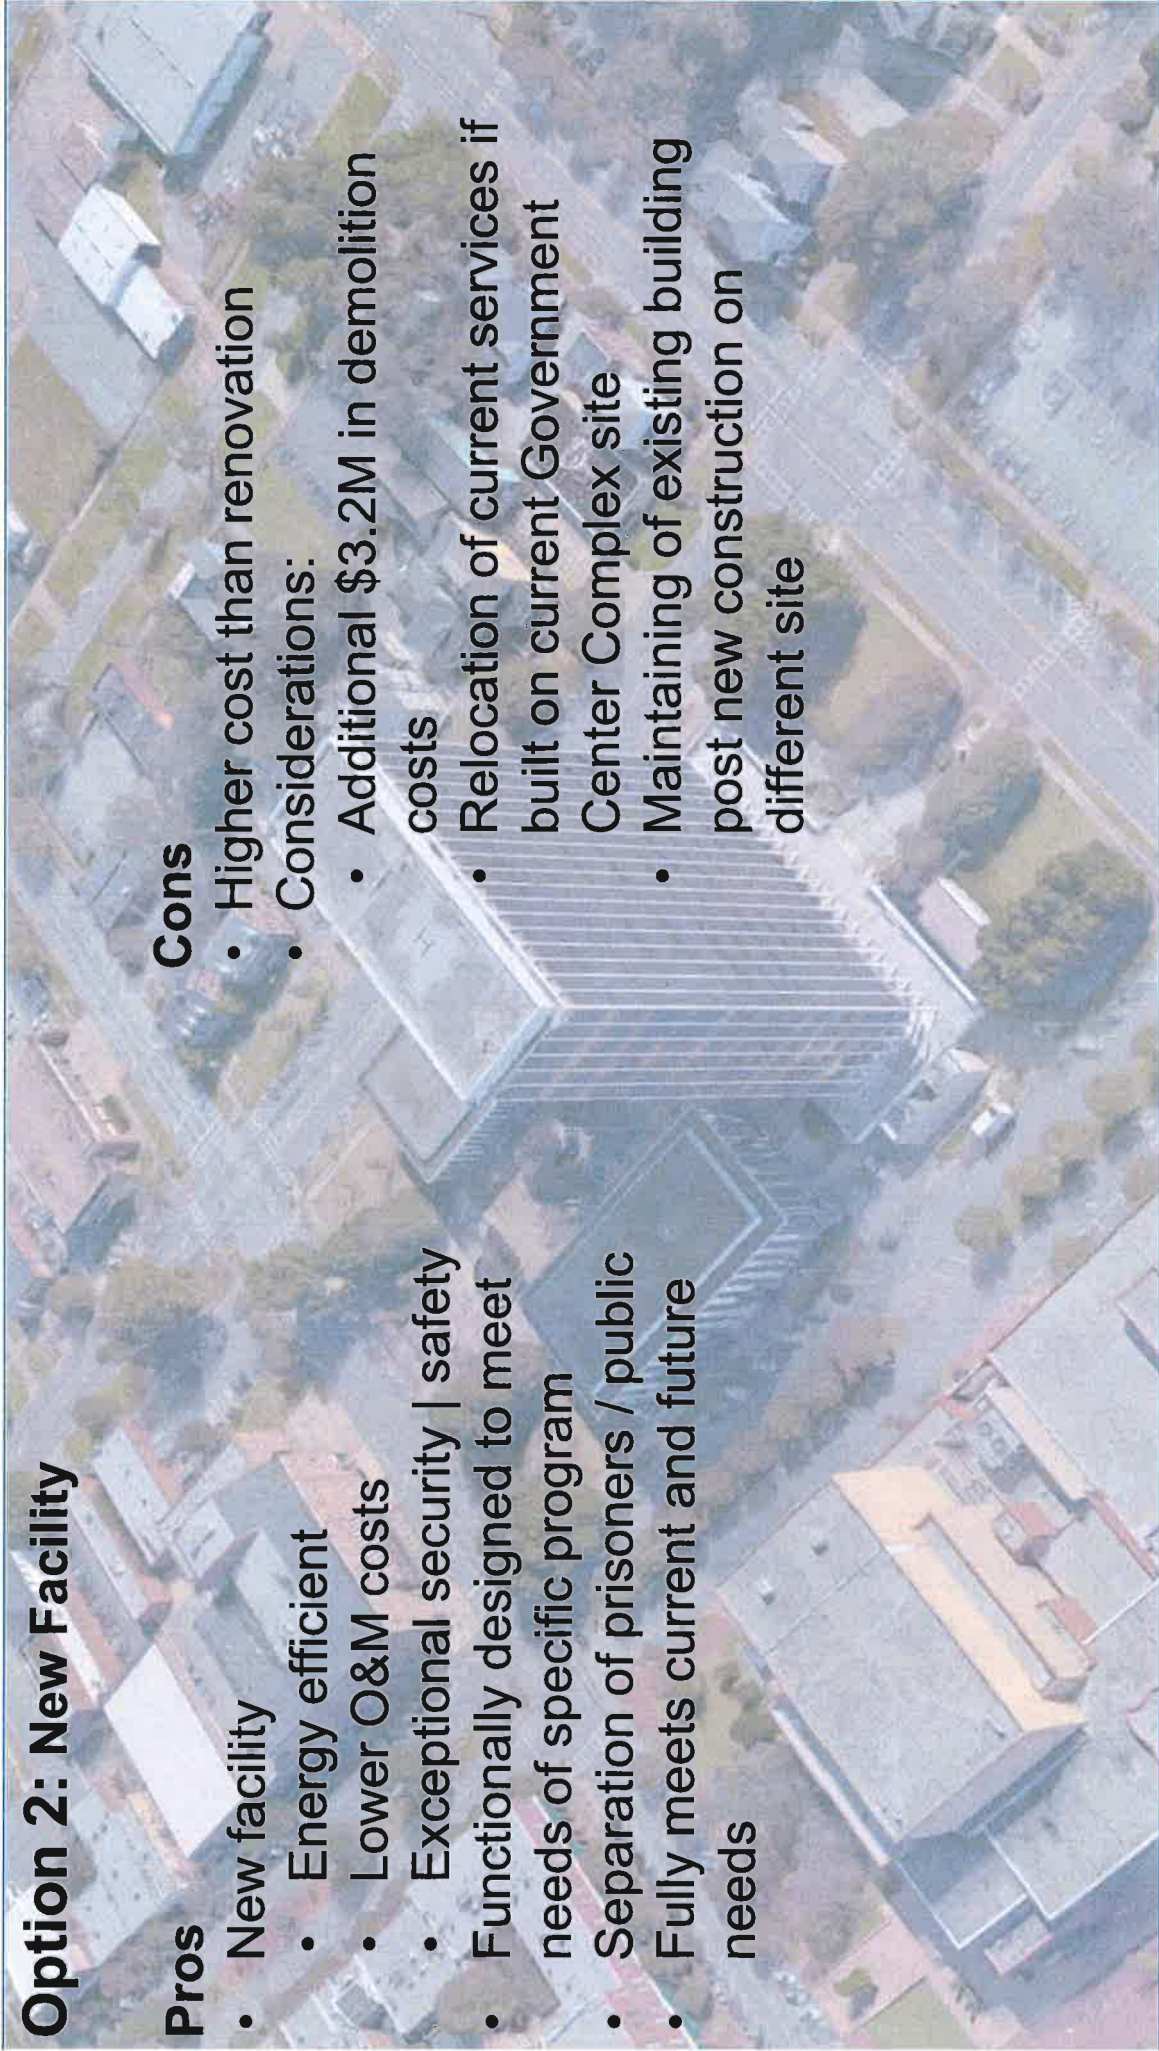 Option 2: New Facility
Pros
• New facility
• Energy efficient
• Lower O&M costs
• Exceptional security | safety
• Functionally designed to meet
needs of specific program
• Separation of prisoners / public
• Fully meets current and future
needs
Cons
• Higher cost than renovation
• Considerations:
• Additional $3.2M in demolition
costs
• Relocation of current services if
built on current Government
Center Complex site
• Maintaining of existing building
post new construction on
different site